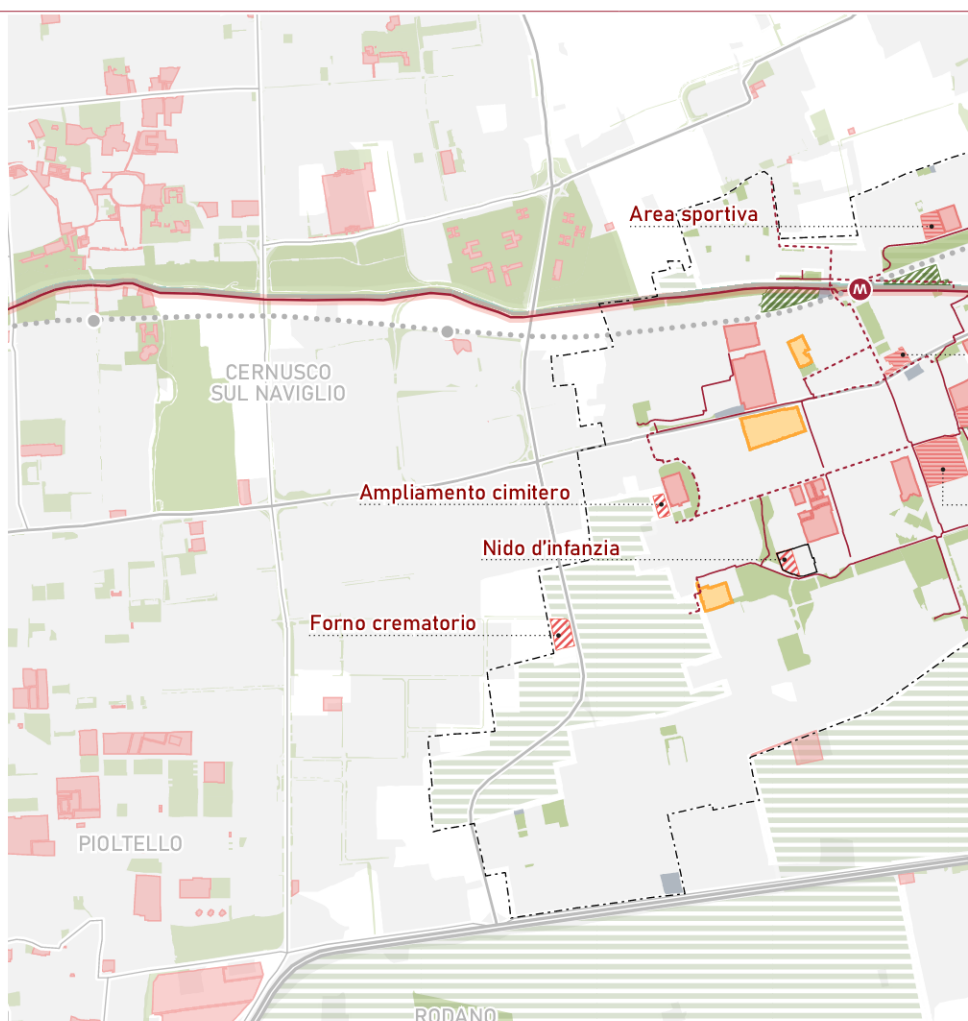 Area sportiva
M
CERNUSCO
SUL NAVIGLIO
Ampliamento cimitero
Nido d'infanzia
Forno crematorio
PIOLTELLO
RODANO